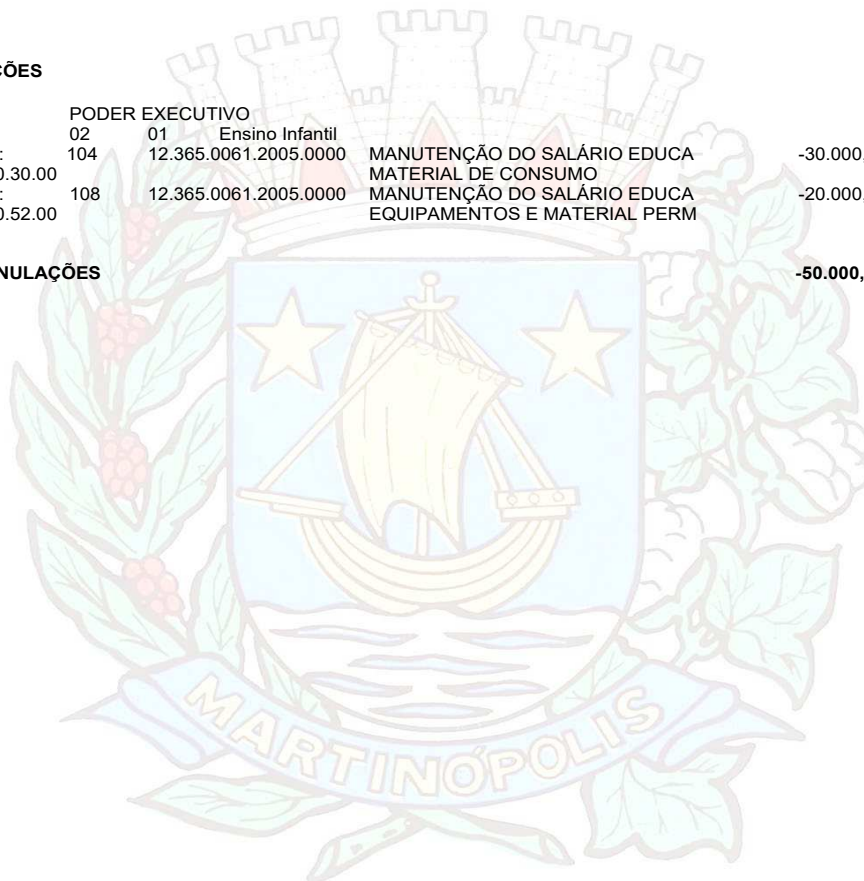 ÇÕES
PODER EXECUTIVO
02 01 Ensino Infantil
: 104 12.365.0061.2005.0000 MANUTENÇÃO DO SALÁRIO EDUCA -30.000,
0.30.00 MATERIAL DE CONSUMO
: 108 12.365.0061.2005.0000 MANUTENÇÃO DO SALÁRIO EDUCA -20.000,
0.52.00 EQUIPAMENTOS E MATERIAL PERM
NULAÇÕES -50.000,
MARTINÓPOLIS